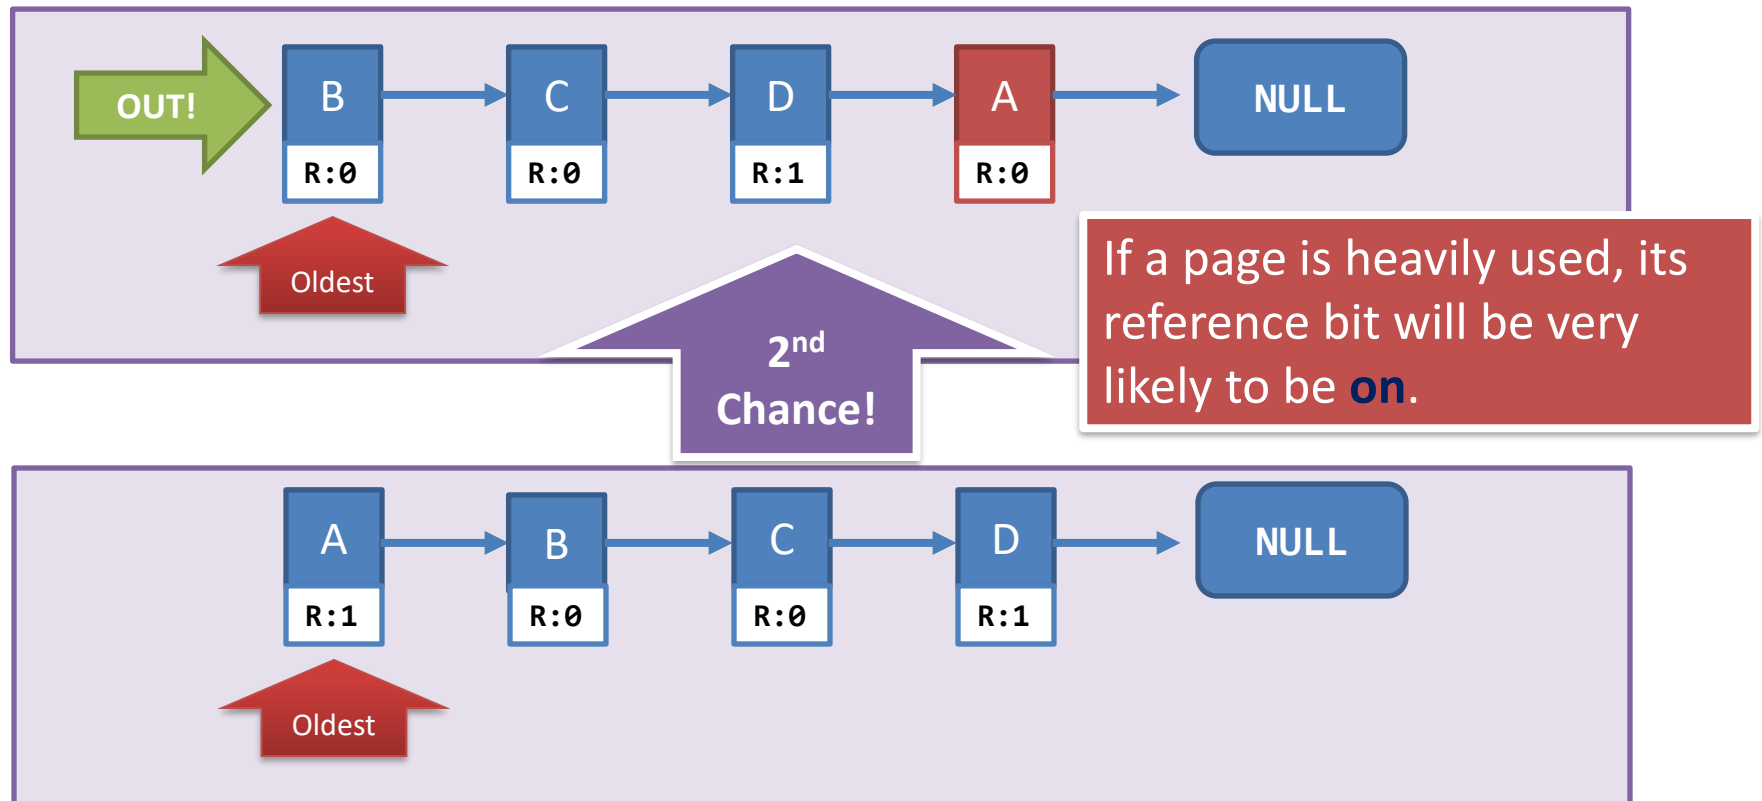 OUT!
B
C
D
A
NULL
R:0
R:0
R:1
R:0
Oldest
2nd
Chance!
If a page is heavily used, its
reference bit will be very
likely to be on.
A
B
C
D
NULL
R:1
R:0
R:0
R:1
Oldest